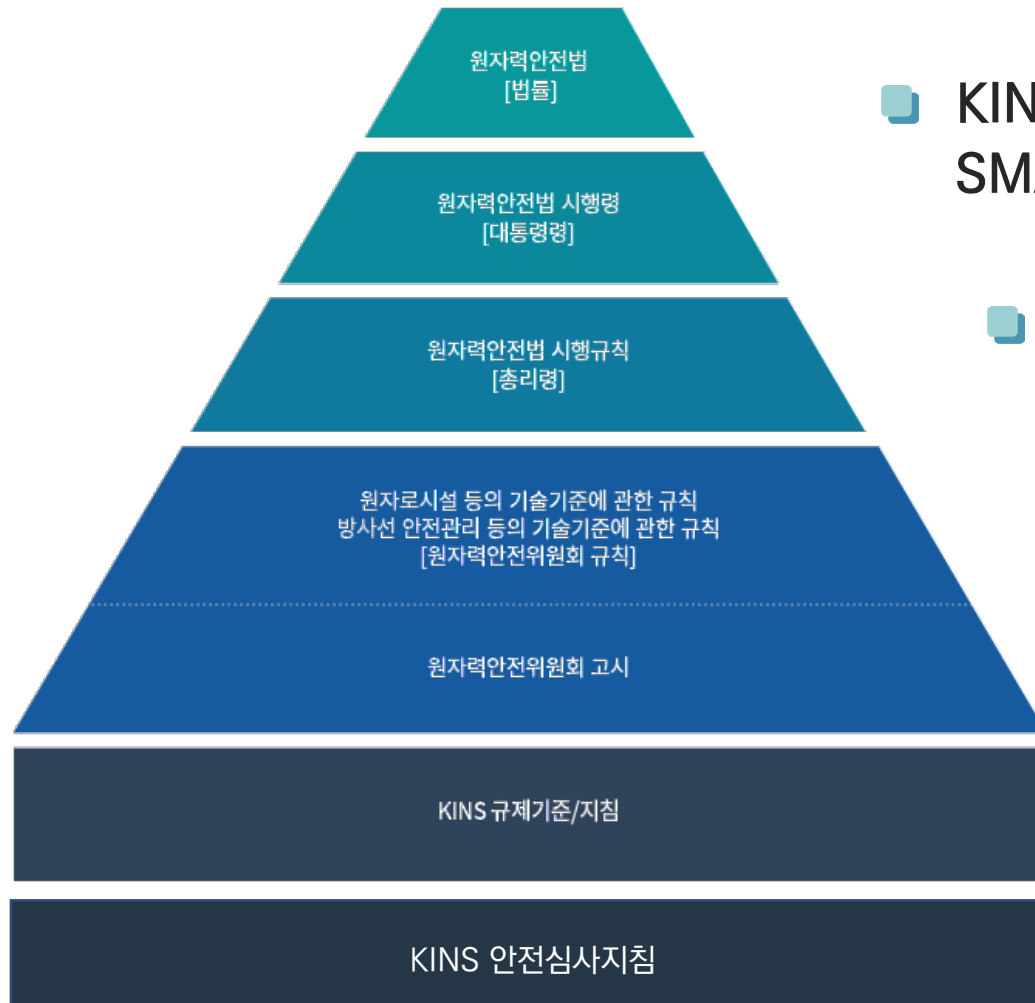 원자력안전법
[법률]
원자력안전법 시행령
[대통령령]
원자력안전법 시행규칙
[총리령]
원자로시설 등의 기술기준에 관한 규칙
방사선 안전관리 등의 기술기준에 관한 규칙
[원자력안전위원회 규칙]
원자력안전위원회 고시
KINS 규제기준/지침
KINS 안전심사지침
KIN
SMA